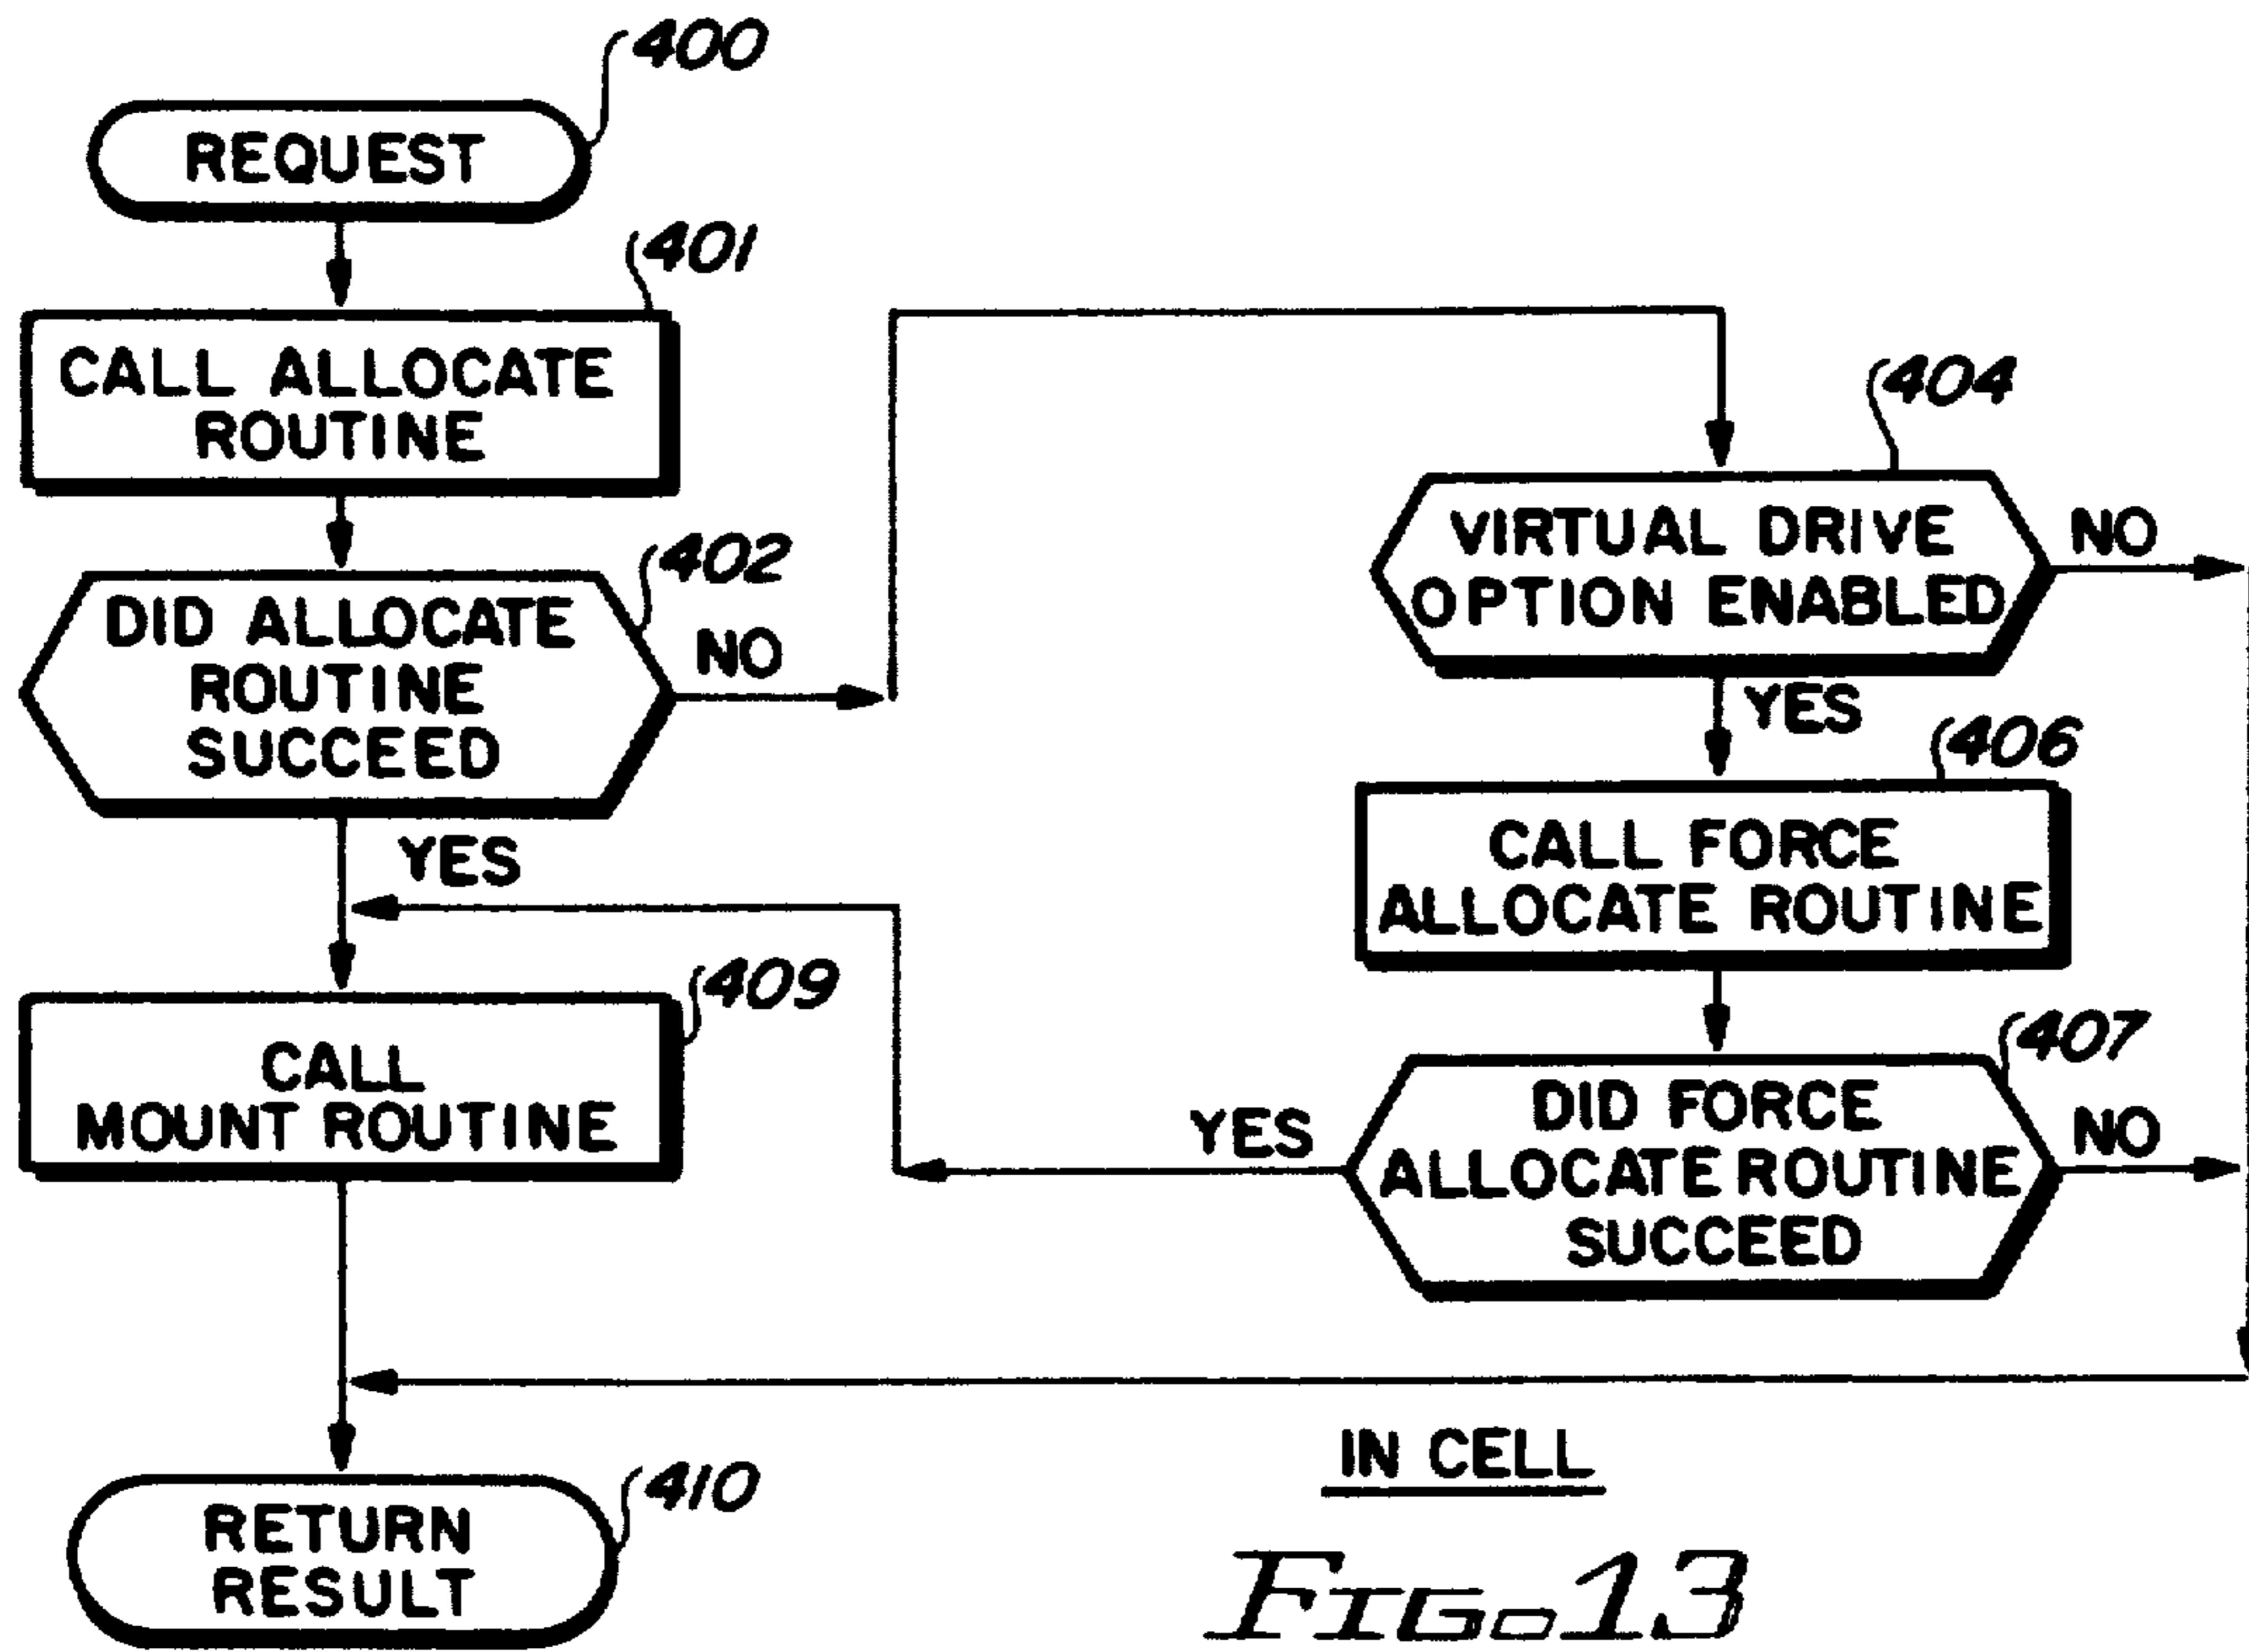 400
REQUEST
401
CALL ALLOCATE
ROUTINE
402
DID ALLOCATE
ROUTINE
SUCCEED
NO
YES
404
VIRTUAL DRIVE
OPTION ENABLED
NO
YES
406
CALL FORCE
ALLOCATE ROUTINE
407
DID FORCE
ALLOCATE ROUTINE
SUCCEED
NO
YES
409
CALL
MOUNT ROUTINE
410
RETURN
RESULT
IN CELL
FIG. 13